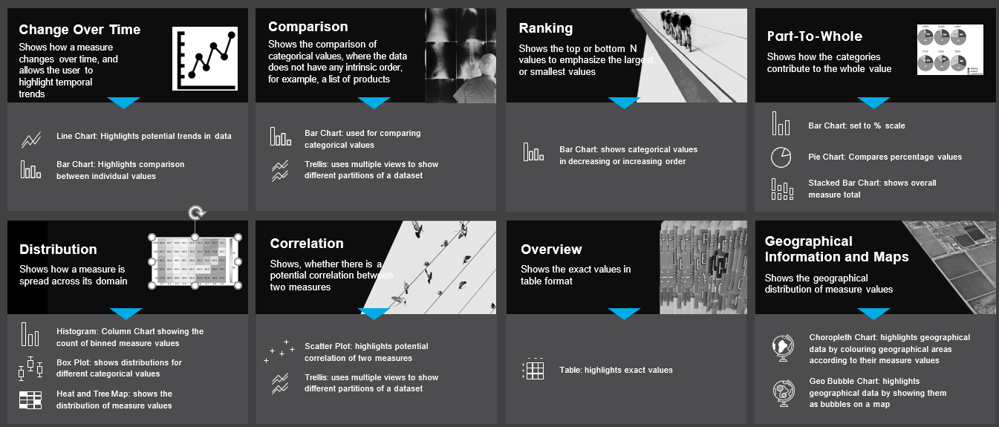 Change Over Time
Shows how a measure
changes over time, and
allows the user to
highlight temporal
trends
Line Chart: Highlights potential trends in data
Bar Chart: Highlights comparison
between individual values
Comparison
Shows the comparison of
categorical values, where the data
does not have any intrinsic order,
for example, a list of products
Bar Chart: used for comparing
categorical values
Trellis: uses multiple views to show
different partitions of a dataset
Ranking
Shows the top or bottom N
values to emphasize the largest,
or smallest values
Bar Chart: shows categorical values
in decreasing or increasing order
Part-To-Whole
Shows how the categories
contribute to the whole value
Bar Chart: set to % scale
Pie Chart: Compares percentage values
Stacked Bar Chart: shows overall
measure total
Distribution
Shows how a measure is
spread across its domain
Histogram: Column Chart showing the
count of binned measure values
Box Plot: shows distributions for
different categorical values
Heat and Tree Map: shows the
distribution of measure values
Correlation
Shows, whether there is a
potential correlation between
two measures
Scatter Plot: highlights potential
correlation of two measures
Trellis: uses multiple views to show
different partitions of a dataset
Overview
Shows the exact values in
table format
Table: highlights exact values
Geographical
Information and Maps
Shows the geographical
distribution of measure values
Choropleth Chart: highlights geographical
data by colouring geographical areas
according to their measure values
Geo Bubble Chart: highlights
geographical data by showing them
as bubbles on a map